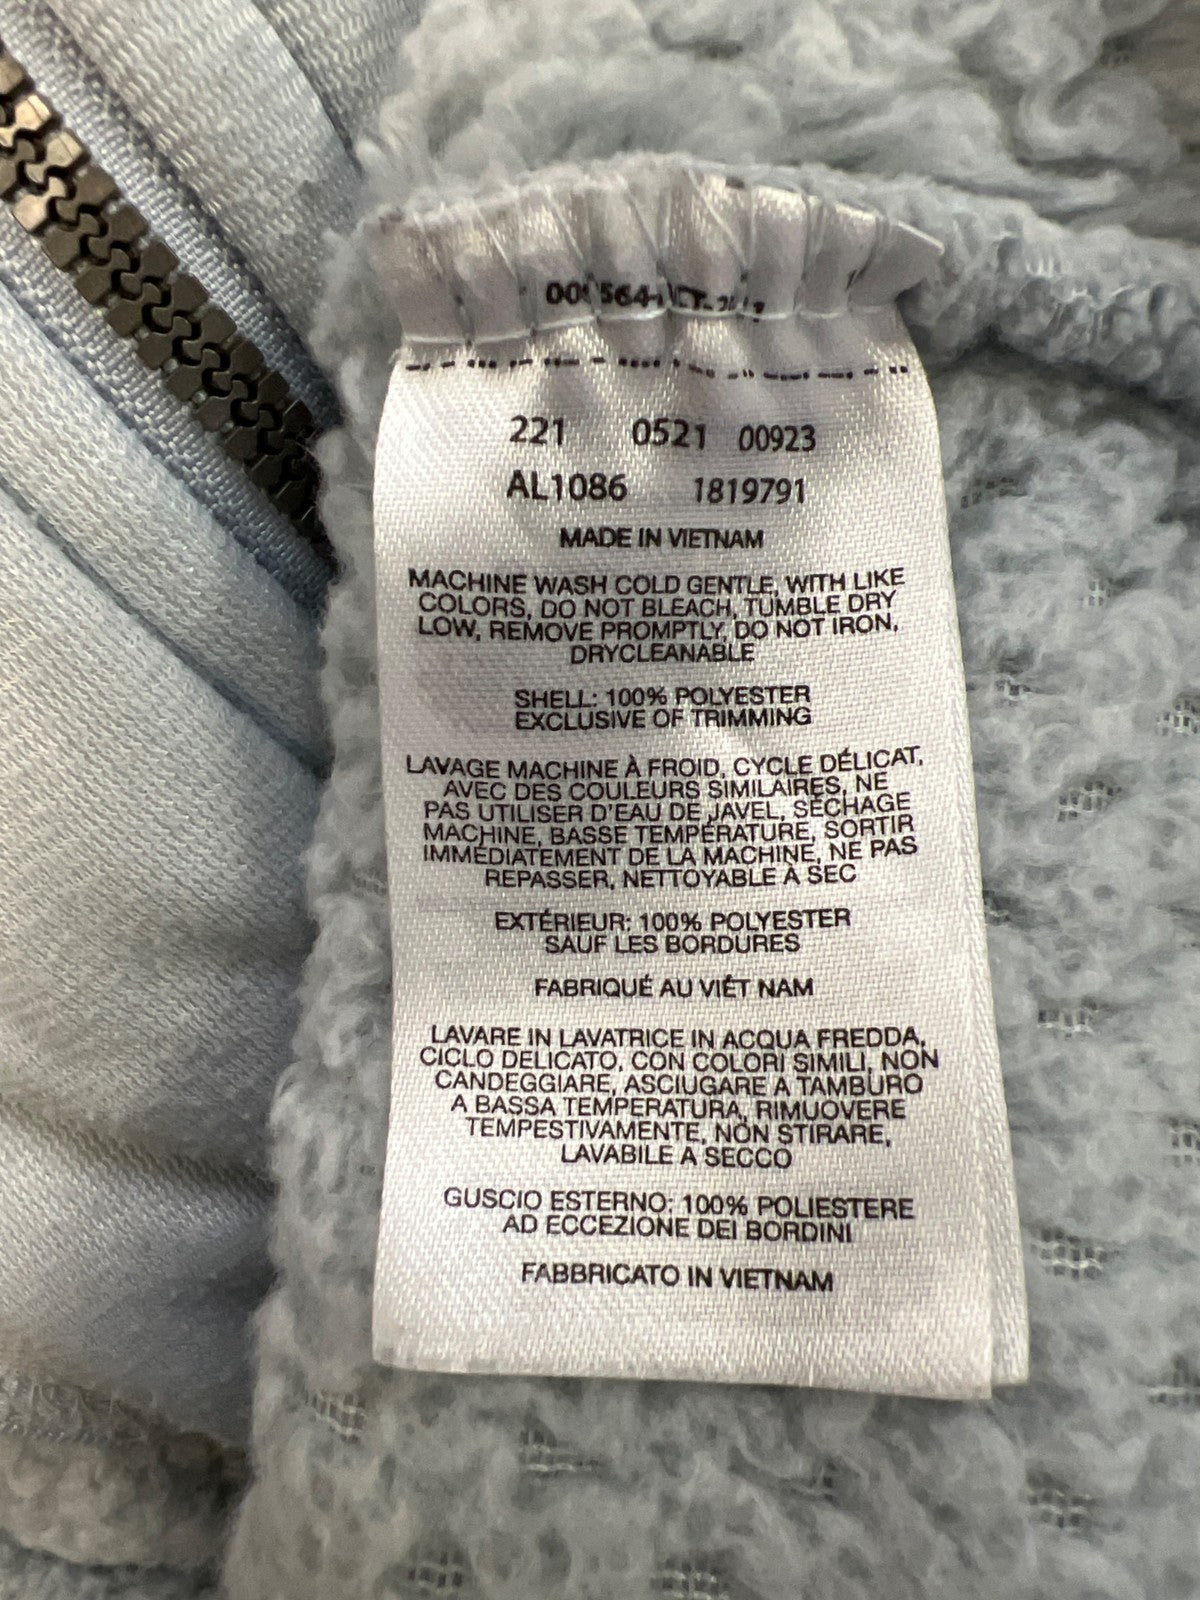 221 0521 00923
AL1086 1819791
MADE IN VIETNAM
MACHINE WASH COLD GENTLE, WITH LIKE
COLORS, DO NOT BLEACH, TUMBLE DRY
LOW, REMOVE PROMPTLY, DO NOT IRON,
DRYCLEANABLE
SHELL: 100% POLYESTER
EXCLUSIVE OF TRIMMING
LAVAGE MACHINE À FROID, CYCLE DÉLICAT,
AVEC DES COULEURS SIMILAIRES, NE
PAS UTILISER D'EAU DE JAVEL, SÉCHAGE
MACHINE, BASSE TEMPÉRATURE, SORTIR
IMMÉDIATEMENT DE LA MACHINE, NE PAS
REPASSER, NETTOYABLE À SEC
EXTÉRIEUR: 100% POLYESTER
SAUF LES BORDURES
FABRIQUÉ AU VIÊT NAM
LAVARE IN LAVATRICE IN ACQUA FREDDA,
CICLO DELICATO, CON COLORI SIMILI, NON
CANDEGGIARE, ASCIUGARE A TAMBURO
A BASSA TEMPERATURA, RIMUOVERE
TEMPESTIVAMENTE, NON STIRARE,
LAVABILE A SECCO
GUSCIO ESTERNO: 100% POLIESTERE
AD ECCEZIONE DEI BORDINI
FABBRICATO IN VIETNAM